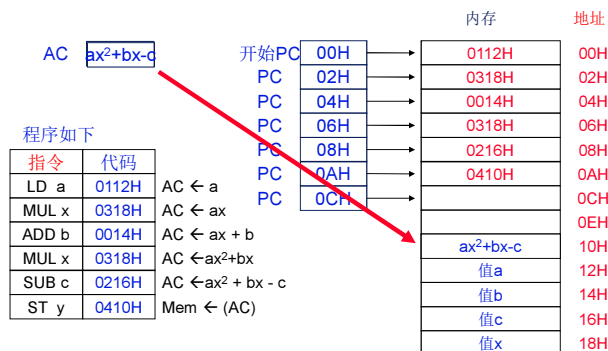 内存 地址
AC ax²+bx-c 开始PC 00H 0112H 00H
PC 02H 0318H 02H
PC 04H 0014H 04H
PC 06H 0318H 06H
PC 08H 0216H 08H
PC 0AH 0410H 0AH
PC 0CH 0CH
0EH
ax²+bx-c 10H
值a 12H
值b 14H
值c 16H
值x 18H
程序如下
指令 代码
LD a 0112H AC ← a
MUL x 0318H AC ← ax
ADD b 0014H AC ← ax + b
MUL x 0318H AC ←ax²+bx
SUB c 0216H AC ←ax² + bx - c
ST y 0410H Mem ← (AC)